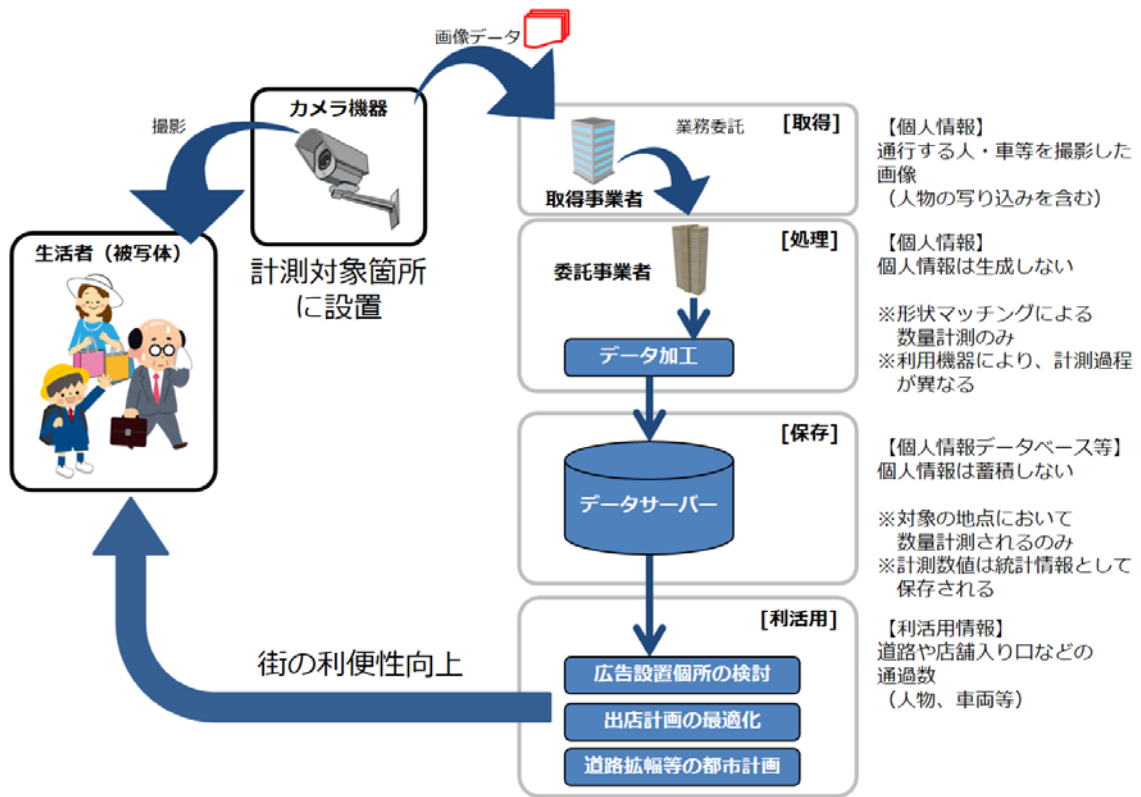 画像データ
カメラ機器
撮影
生活者（被写体）
計測対象箇所
に設置
[取得]
業務委託
取得事業者
【個人情報】
通行する人・車等を撮影した
画像
（人物の写り込みを含む）
[処理]
委託事業者
データ加工
【個人情報】
個人情報は生成しない
※形状マッチングによる
数量計測のみ
※利用機器により、計測過程
が異なる
[保存]
データサーバー
【個人情報データベース等】
個人情報は蓄積しない
※対象の地点において
数量計測されるのみ
※計測数値は統計情報として
保存される
[利活用]
広告設置個所の検討
出店計画の最適化
道路拡幅等の都市計画
【利活用情報】
道路や店舗入り口などの
通過数
（人物、車両等）
街の利便性向上